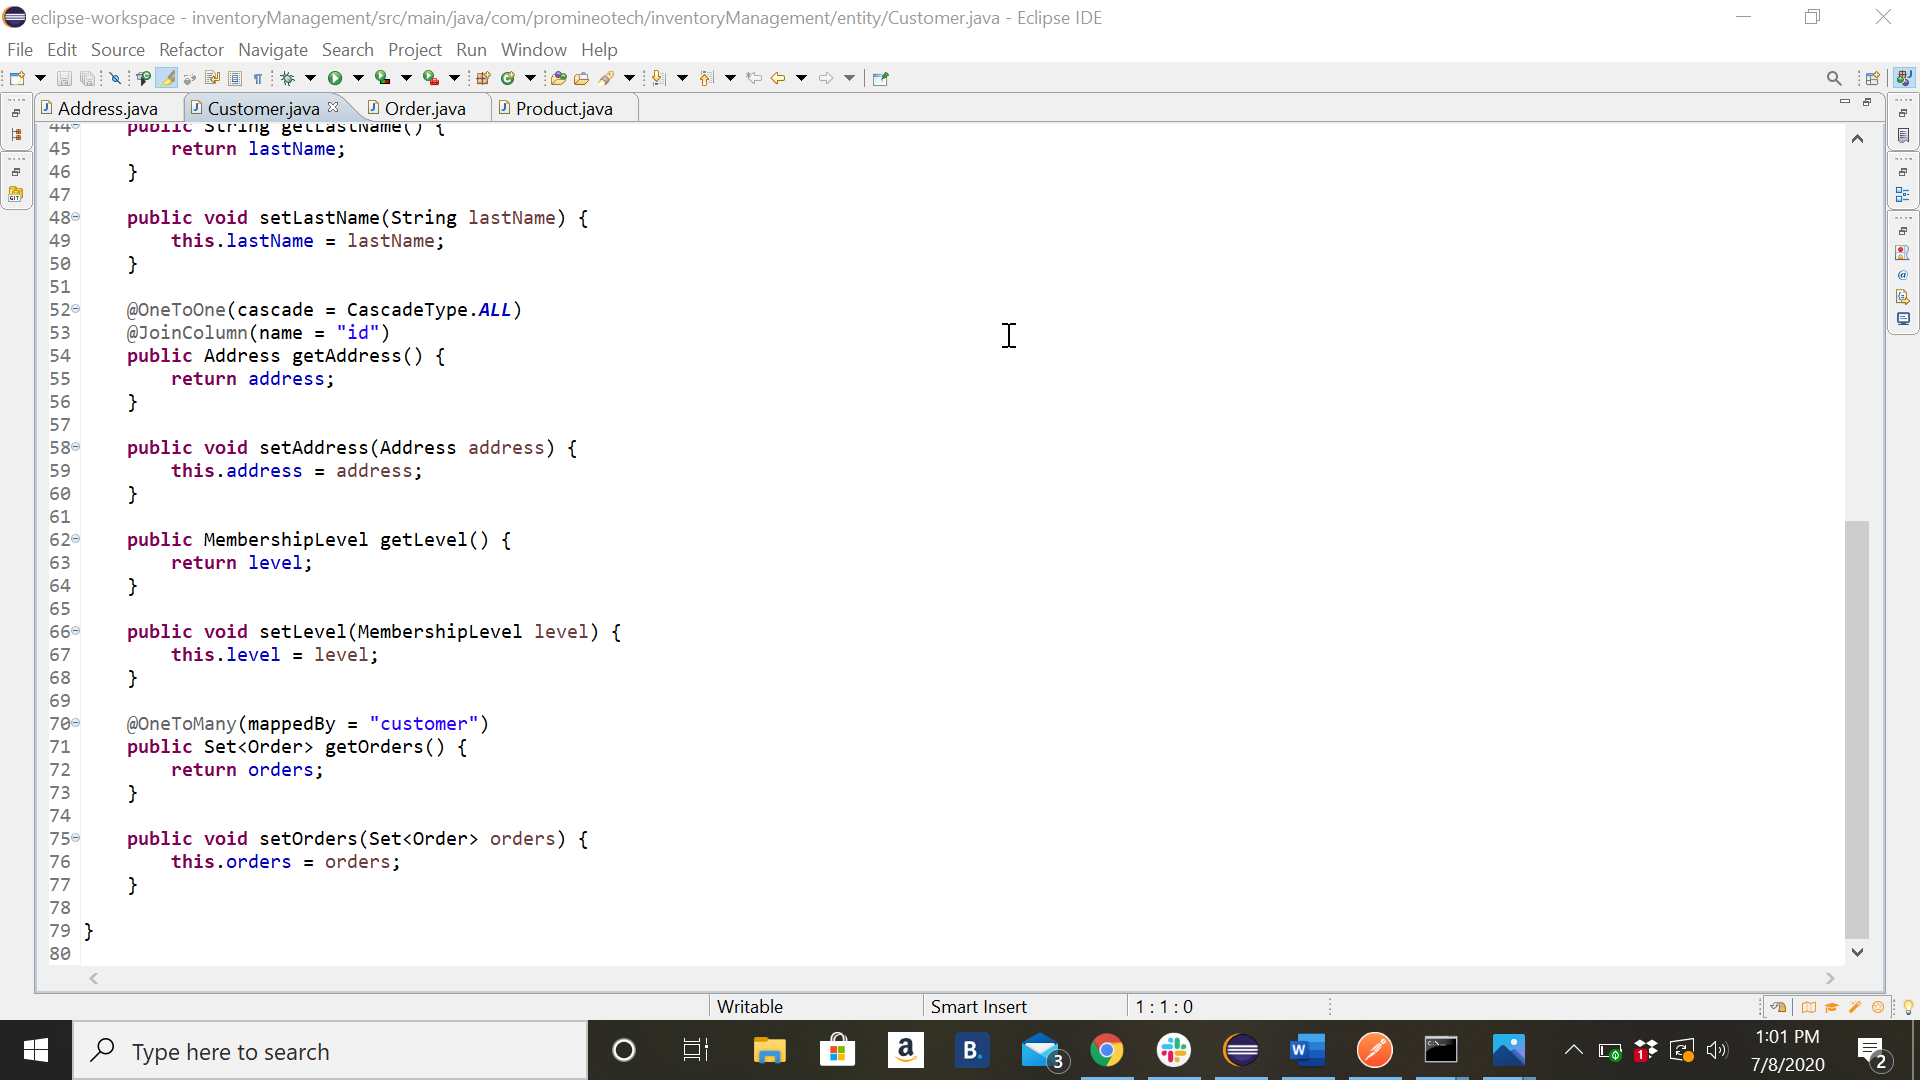 eclipse-workspace - inventoryManagement/src/main/java/com/promineotech/inventoryManagement/entity/Customer.java - Eclipse IDE
File Edit Source Refactor Navigate Search Project Run Window Help
Address.java Customer.java Order.java Product.java
44 public String getLastName() {
45 return lastName;
46 }
47
48 public void setLastName(String lastName) {
49 this.lastName = lastName;
50 }
51
52 @OneToOne(cascade = CascadeType.ALL)
53 @JoinColumn(name = "id")
54 public Address getAddress() {
55 return address;
56 }
57
58 public void setAddress(Address address) {
59 this.address = address;
60 }
61
62 public MembershipLevel getLevel() {
63 return level;
64 }
65
66 public void setLevel(MembershipLevel level) {
67 this.level = level;
68 }
69
70 @OneToMany(mappedBy = "customer")
71 public Set<Order> getOrders() {
72 return orders;
73 }
74
75 public void setOrders(Set<Order> orders) {
76 this.orders = orders;
77 }
78
79 }
80
Writable Smart Insert 1 : 1 : 0
Type here to search
a
B.
3
W
1
1:01 PM
7/8/2020
2